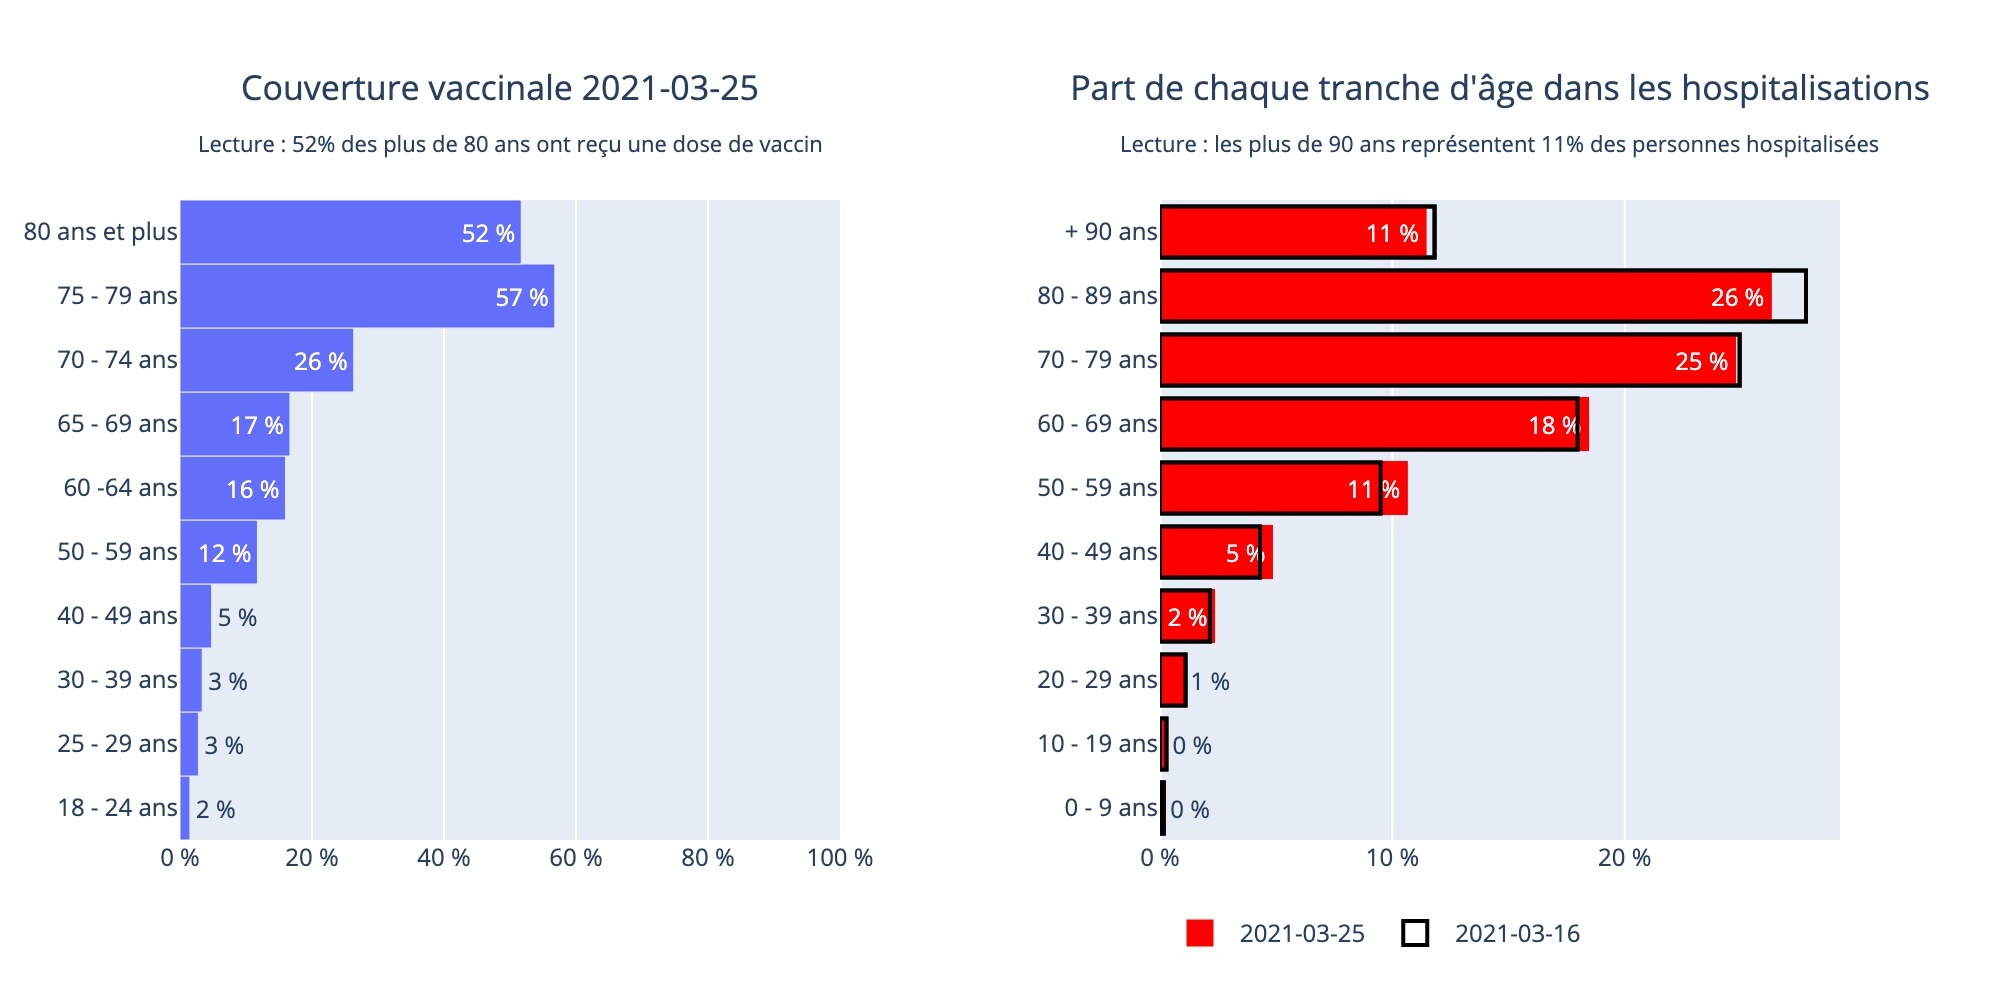 Couverture vaccinale 2021-03-25
Lecture : 52% des plus de 80 ans ont reçu une dose de vaccin
80 ans et plus 52 %
75 - 79 ans 57 %
70 - 74 ans 26 %
65 - 69 ans 17 %
60 -64 ans 16 %
50 - 59 ans 12 %
40 - 49 ans 5 %
30 - 39 ans 3 %
25 - 29 ans 3 %
18 - 24 ans 2 %
0 % 20 % 40 % 60 % 80 % 100 %
Part de chaque tranche d'âge dans les hospitalisations
Lecture : les plus de 90 ans représentent 11% des personnes hospitalisées
+ 90 ans 11 %
80 - 89 ans 26 %
70 - 79 ans 25 %
60 - 69 ans 18 %
50 - 59 ans 11 %
40 - 49 ans 5 %
30 - 39 ans 2 %
20 - 29 ans 1 %
10 - 19 ans 0 %
0 - 9 ans 0 %
0 % 10 % 20 %
2021-03-25 2021-03-16